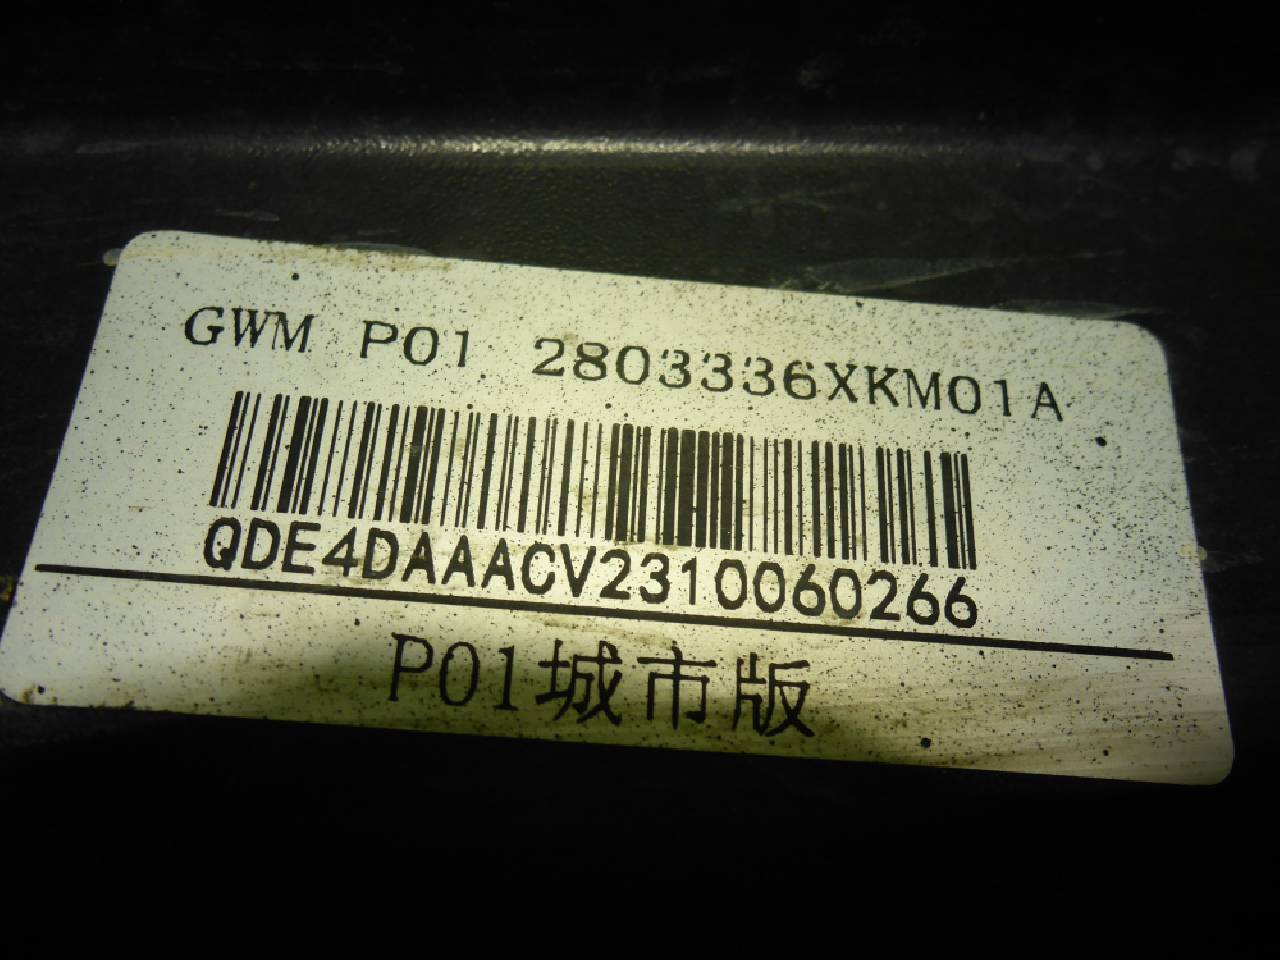 GWM P01 2803336XKM01A
QDE4DAAACV2310060266
P01城市版